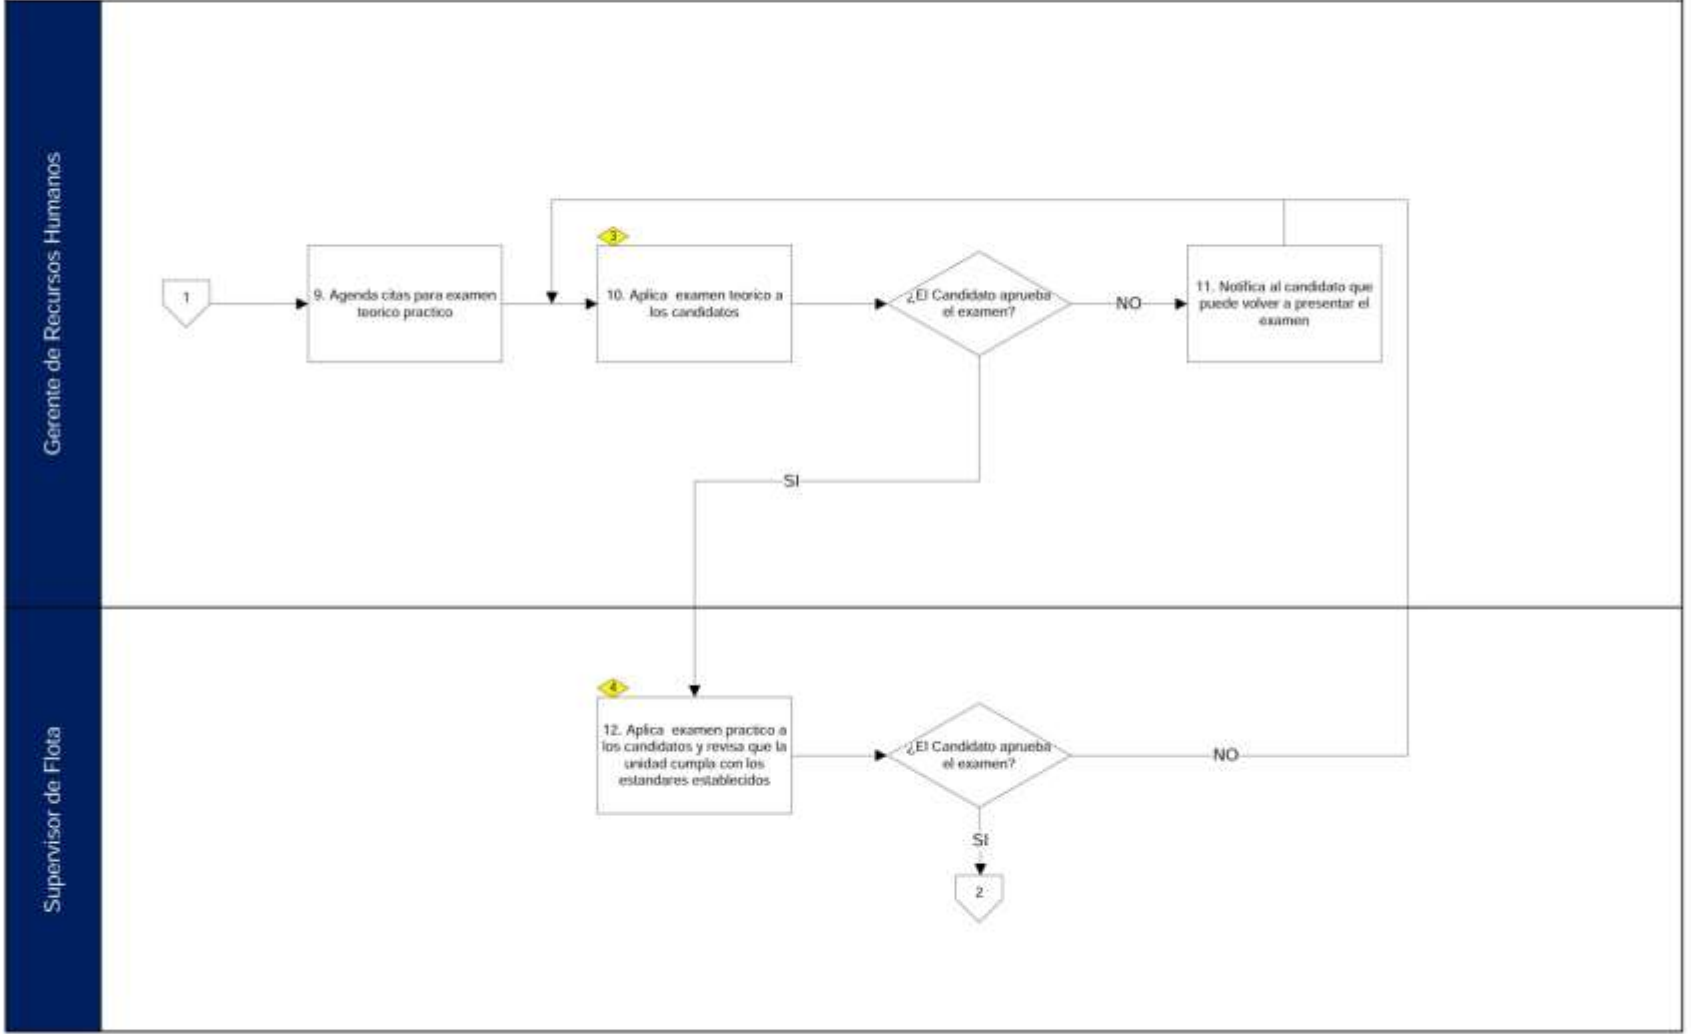 Gerente de Recursos Humanos
1
9. Agenda citas para examen
teorico practico
3
10. Aplica examen teorico a
los candidatos
¿El Candidato aprueba
el examen?
NO
11. Notifica al candidato que
puede volver a presentar el
examen
SI
Supervisor de Flota
4
12. Aplica examen practico a
los candidatos y revisa que la
unidad cumpla con los
estandares establecidos
¿El Candidato aprueba
el examen?
NO
SI
2